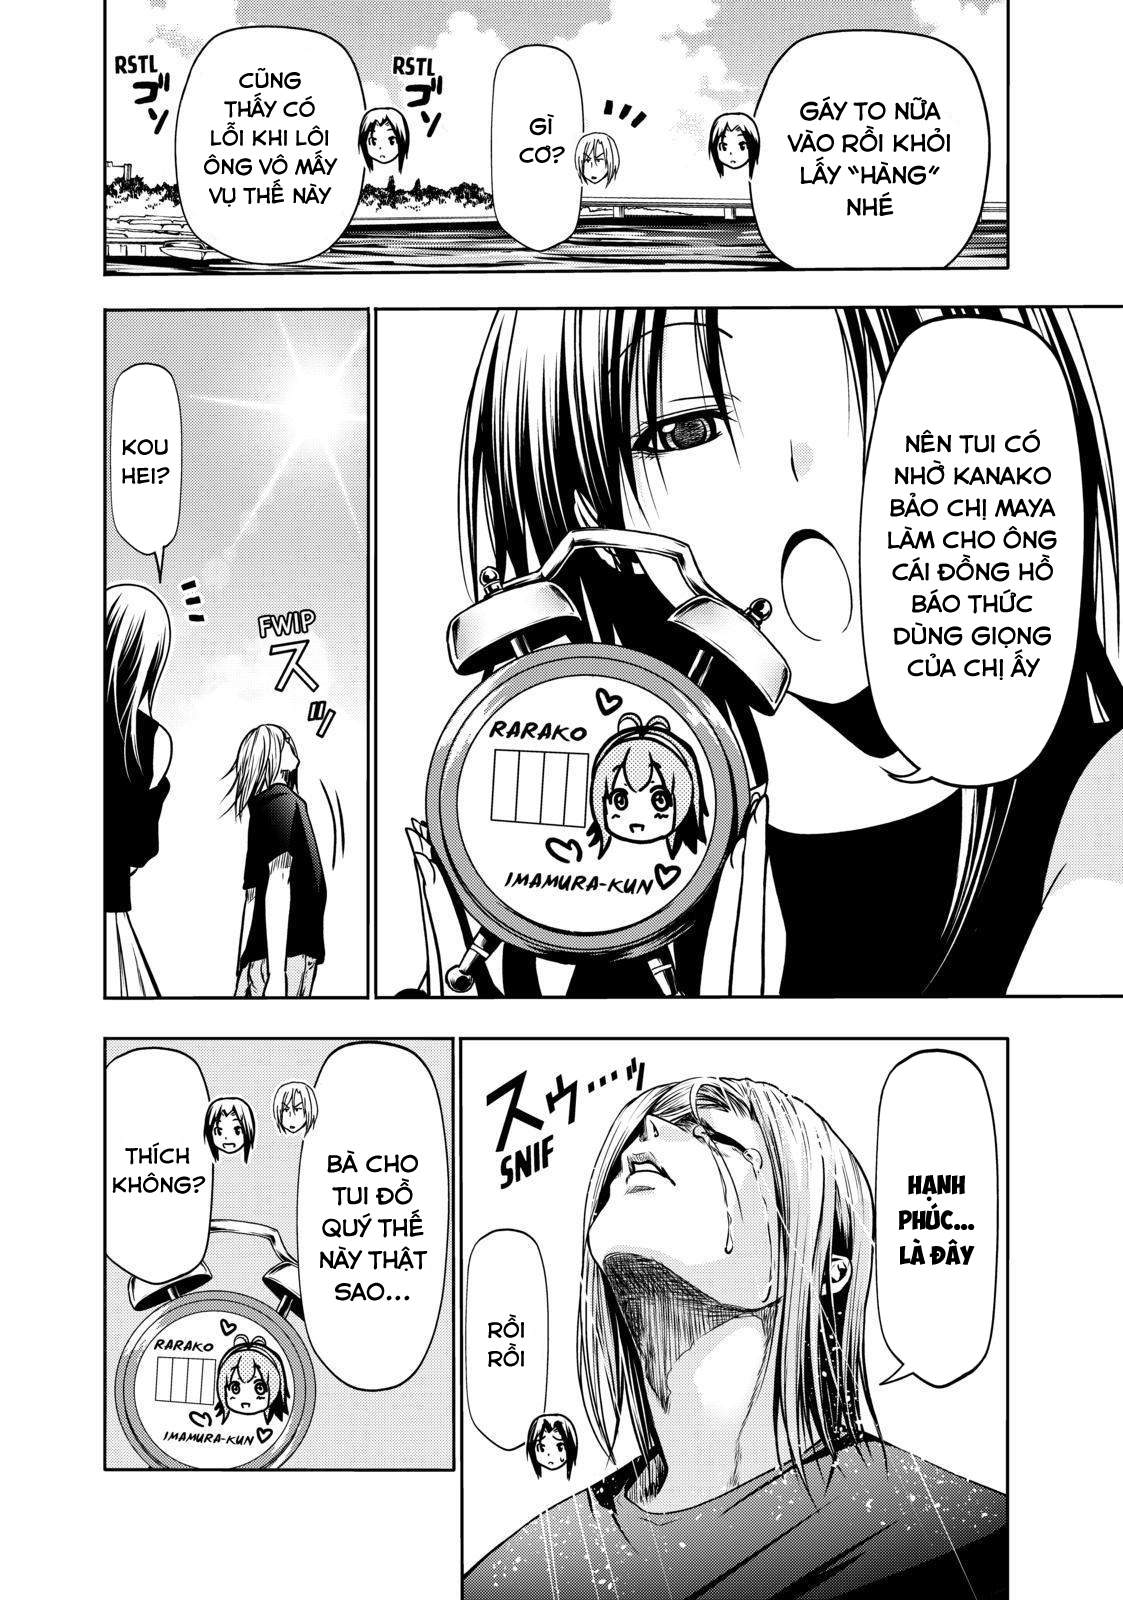 GÁY TO NỮA
VÀO RỒI KHỎI
LẤY "HÀNG"
NHÉ
GÌ
CƠ?
RSTL
ゴソ
CŨNG
THẤY CÓ
LỖI KHI LÔI
ÔNG VÔ MẤY
VỤ THẾ NÀY
RSTL
ゴソ
NÊN TUI CÓ
NHỜ KANAKO
BẢO CHỊ MAYA
LÀM CHO ÔNG
CÁI ĐỒNG HỒ
BÁO THỨC
DÙNG GIỌNG
CỦA CHỊ ẤY
RARAKO
IMAMURA-KUN
KOU
HEI?
FWIP
スッ
HẠNH
PHÚC...
LÀ ĐÂY
スゥ…ッ
SNIF
RỒI
RỒI
BÀ CHO
TUI ĐỒ
QUÝ THẾ
NÀY THẬT
SAO...
THÍCH
KHÔNG?
RARAKO
IMAMURA-KUN